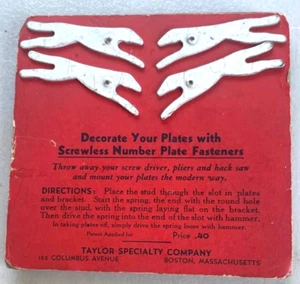 Decorate Your Plates with
Screwless Number Plate Fasteners
Throw away your screw driver, pliers and hack saw
and mount your plates the modern way.
DIRECTIONS: Place the stud through the slot in plates
and bracket. Start the spring, the end with the round hole
over the stud, with the spring laying flat on the bracket.
Then drive the spring into the end of the slot with hammer.
In taking plates off, simply drive the spring loose with hammer.
Patent Applied for Price .40
TAYLOR SPECIALTY COMPANY
COLUMBUS AVENUE BOSTON, MASSACHUSETTS